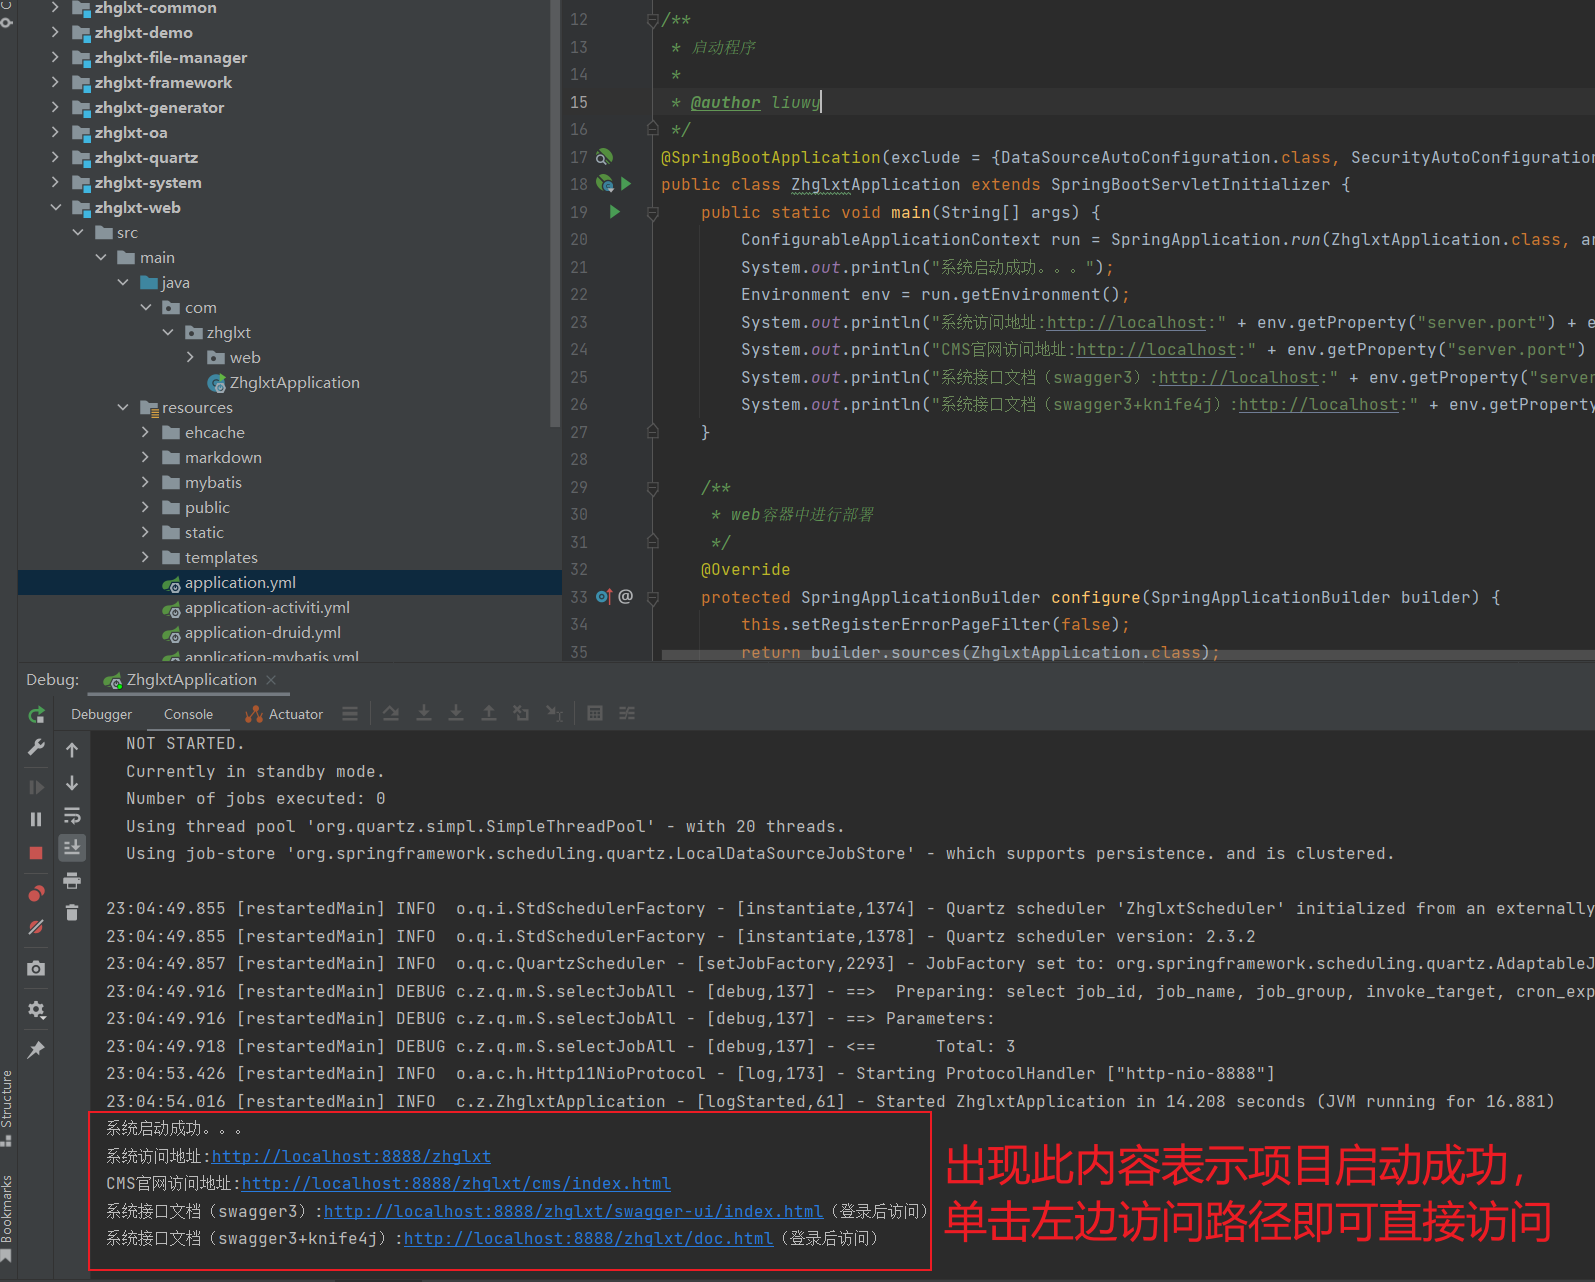 zhglxt-common
zhglxt-demo
zhglxt-file-manager
zhglxt-framework
zhglxt-generator
zhglxt-oa
zhglxt-quartz
zhglxt-system
zhglxt-web
src
main
java
com
zhglxt
web
ZhglxtApplication
resources
ehcache
markdown
mybatis
public
static
templates
application.yml
application-activiti.yml
application-druid.yml
application-mybatis.yml
12 /**
13 * 启动程序
14 *
15 * @author liuwy
16 */
17 @SpringBootApplication(exclude = {DataSourceAutoConfiguration.class, SecurityAutoConfiguration
18 public class ZhglxtApplication extends SpringBootServletInitializer {
19 public static void main(String[] args) {
20 ConfigurableApplicationContext run = SpringApplication.run(ZhglxtApplication.class, ar
21 System.out.println("系统启动成功。。。");
22 Environment env = run.getEnvironment();
23 System.out.println("系统访问地址:http://localhost:" + env.getProperty("server.port") + e
24 System.out.println("CMS官网访问地址:http://localhost:" + env.getProperty("server.port")
25 System.out.println("系统接口文档（swagger3）:http://localhost:" + env.getProperty("server
26 System.out.println("系统接口文档（swagger3+knife4j）:http://localhost:" + env.getProperty
27 }
28
29 /**
30 * web容器中进行部署
31 */
32 @Override
33 @ protected SpringApplicationBuilder configure(SpringApplicationBuilder builder) {
34 this.setRegisterErrorPageFilter(false);
35 return builder.sources(ZhglxtApplication.class);
Debug: ZhglxtApplication
Debugger Console Actuator
NOT STARTED.
Currently in standby mode.
Number of jobs executed: 0
Using thread pool 'org.quartz.simpl.SimpleThreadPool' - with 20 threads.
Using job-store 'org.springframework.scheduling.quartz.LocalDataSourceJobStore' - which supports persistence. and is clustered.
23:04:49.855 [restartedMain] INFO  o.q.i.StdSchedulerFactory - [instantiate,1374] - Quartz scheduler 'ZhglxtScheduler' initialized from an externally
23:04:49.855 [restartedMain] INFO  o.q.i.StdSchedulerFactory - [instantiate,1378] - Quartz scheduler version: 2.3.2
23:04:49.857 [restartedMain] INFO  o.q.c.QuartzScheduler - [setJobFactory,2293] - JobFactory set to: org.springframework.scheduling.quartz.AdaptableJ
23:04:49.916 [restartedMain] DEBUG c.z.q.m.S.selectJobAll - [debug,137] - ==>  Preparing: select job_id, job_name, job_group, invoke_target, cron_exp
23:04:49.916 [restartedMain] DEBUG c.z.q.m.S.selectJobAll - [debug,137] - ==> Parameters:
23:04:49.918 [restartedMain] DEBUG c.z.q.m.S.selectJobAll - [debug,137] - <==      Total: 3
23:04:53.426 [restartedMain] INFO  o.a.c.h.Http11NioProtocol - [log,173] - Starting ProtocolHandler ["http-nio-8888"]
23:04:54.016 [restartedMain] INFO  c.z.ZhglxtApplication - [logStarted,61] - Started ZhglxtApplication in 14.208 seconds (JVM running for 16.881)
系统启动成功。。。
系统访问地址:http://localhost:8888/zhglxt
CMS官网访问地址:http://localhost:8888/zhglxt/cms/index.html
系统接口文档（swagger3）:http://localhost:8888/zhglxt/swagger-ui/index.html（登录后访问）
系统接口文档（swagger3+knife4j）:http://localhost:8888/zhglxt/doc.html（登录后访问）
出现此内容表示项目启动成功，
单击左边访问路径即可直接访问
Structure
Bookmarks